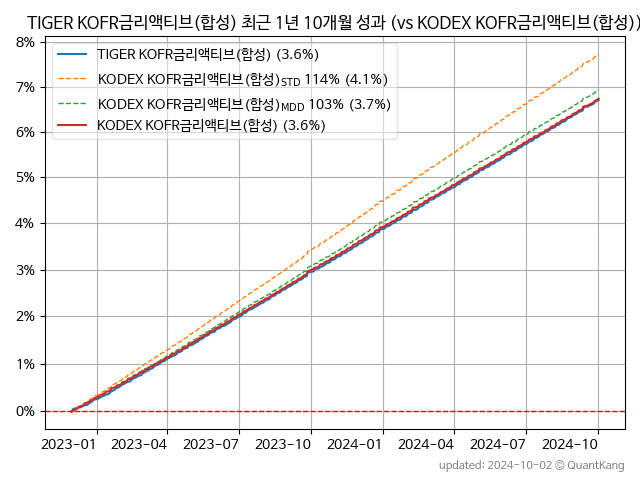 TIGER KOFR금리액티브(합성) 최근 1년 10개월 성과 (vs KODEX KOFR금리액티브(합성))
8%
7%
6%
5%
4%
3%
2%
1%
0%
TIGER KOFR금리액티브(합성) (3.6%)
KODEX KOFR금리액티브(합성)STD 114% (4.1%)
KODEX KOFR금리액티브(합성)MDD 103% (3.7%)
KODEX KOFR금리액티브(합성) (3.6%)
2023-01 2023-04 2023-07 2023-10 2024-01 2024-04 2024-07 2024-10
updated: 2024-10-02 © QuantKang